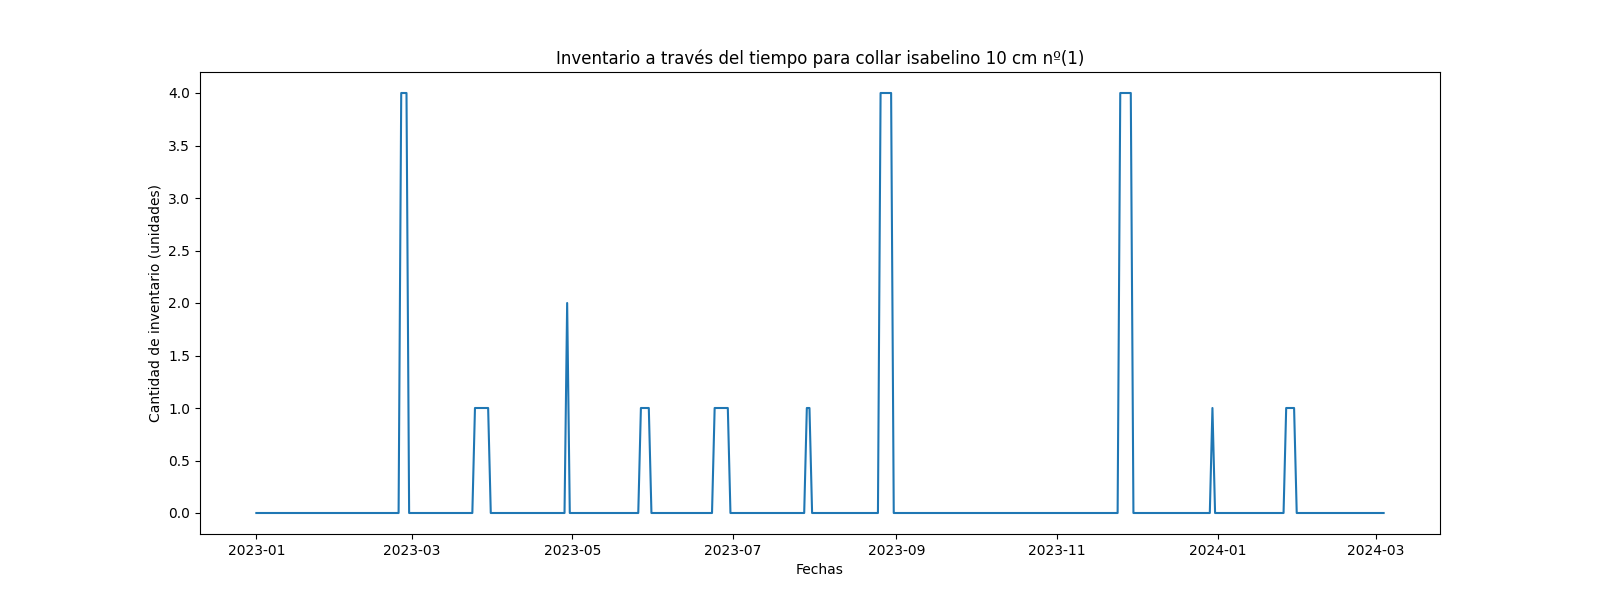 Inventario a través del tiempo para collar isabelino 10 cm nº(1)
Cantidad de inventario (unidades)
4.0
3.5
3.0
2.5
2.0
1.5
1.0
0.5
0.0
2023-01 2023-03 2023-05 2023-07 2023-09 2023-11 2024-01 2024-03
Fechas